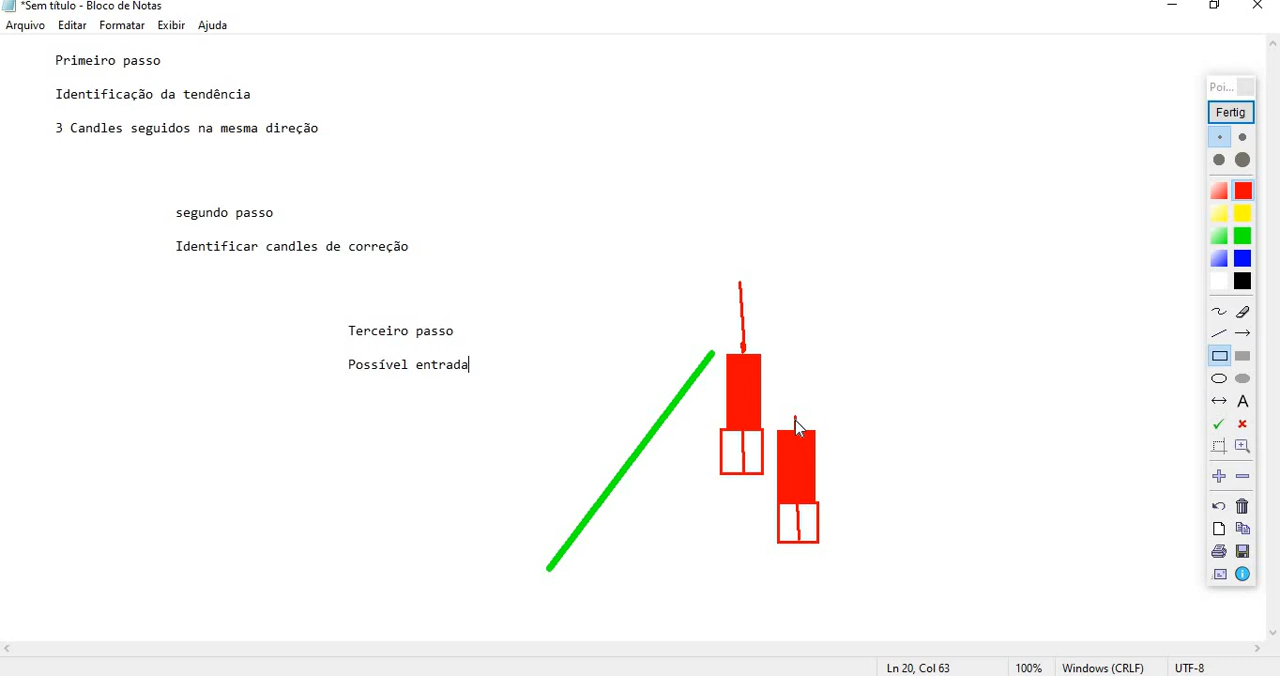 *Sem título - Bloco de Notas
Arquivo Editar Formatar Exibir Ajuda
Primeiro passo
Identificação da tendência
3 Candles seguidos na mesma direção
segundo passo
Identificar candles de correção
Terceiro passo
Possível entrada
Poi...
Fertig
A
Ln 20, Col 63 100% Windows (CRLF) UTF-8